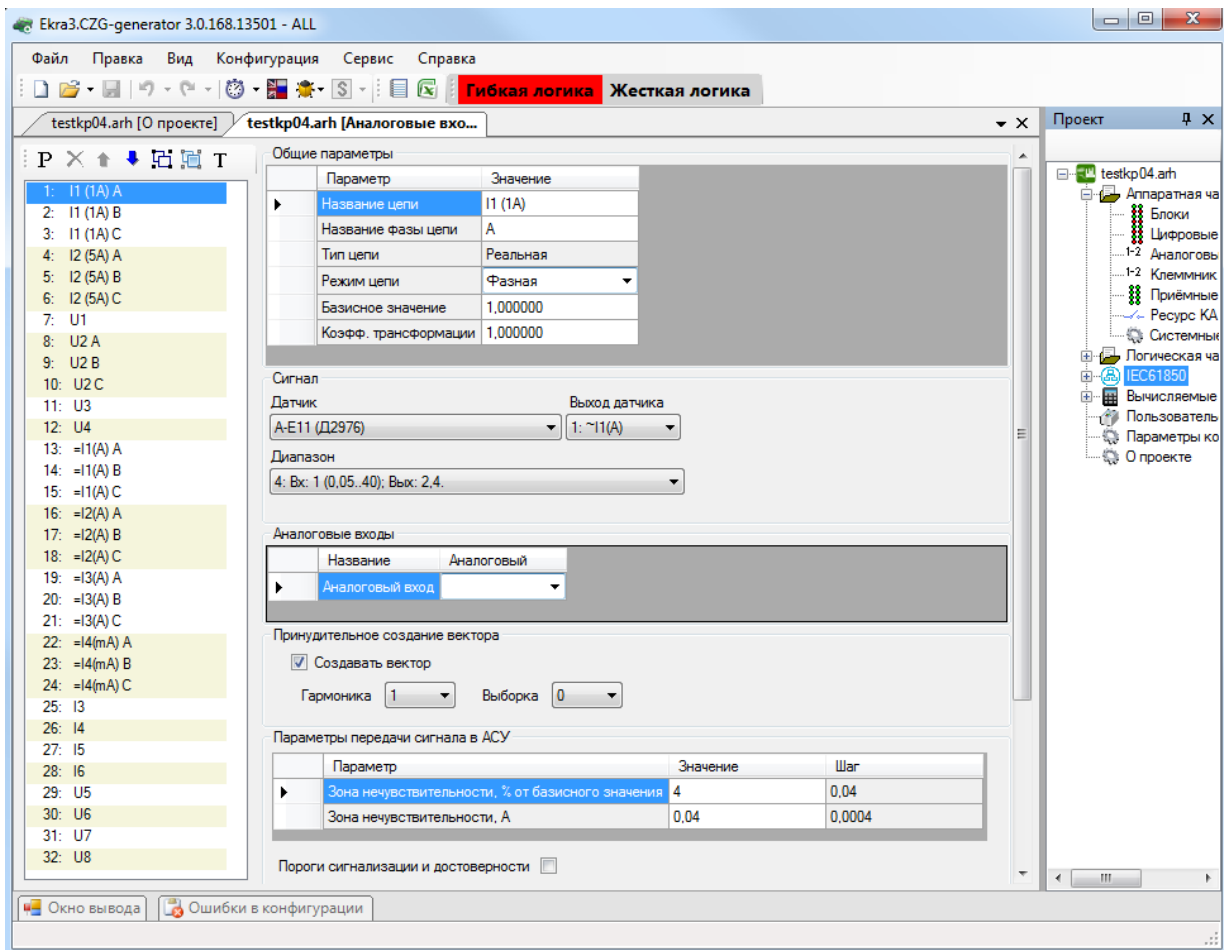 Ekra3.CZG-generator 3.0.168.13501 - ALL
Файл Правка Вид Конфигурация Сервис Справка
Гибкая логика Жесткая логика
testkp04.arh [О проекте] testkp04.arh [Аналоговые вхо...
P T
1: I1 (1A) A
2: I1 (1A) B
3: I1 (1A) C
4: I2 (5A) A
5: I2 (5A) B
6: I2 (5A) C
7: U1
8: U2 A
9: U2 B
10: U2 C
11: U3
12: U4
13: =I1(A) A
14: =I1(A) B
15: =I1(A) C
16: =I2(A) A
17: =I2(A) B
18: =I2(A) C
19: =I3(A) A
20: =I3(A) B
21: =I3(A) C
22: =I4(mA) A
23: =I4(mA) B
24: =I4(mA) C
25: I3
26: I4
27: I5
28: I6
29: U5
30: U6
31: U7
32: U8
Общие параметры
Параметр Значение
Название цепи I1 (1A)
Название фазы цепи A
Тип цепи Реальная
Режим цепи Фазная
Базисное значение 1,000000
Коэфф. трансформации 1,000000
Сигнал
Датчик Выход датчика
A-E11 (Д2976) 1: ~I1(A)
Диапазон
4: Вх: 1 (0,05..40); Вых: 2,4.
Аналоговые входы
Название Аналоговый
Аналоговый вход
Принудительное создание вектора
Создавать вектор
Гармоника 1 Выборка 0
Параметры передачи сигнала в АСУ
Параметр Значение Шаг
Зона нечувствительности, % от базисного значения 4 0,04
Зона нечувствительности, А 0,04 0,0004
Пороги сигнализации и достоверности
Проект
testkp04.arh
Аппаратная ча
Блоки
Цифровые
1-2 Аналоговы
1-2 Клеммник
Приёмные
Ресурс КА
Системные
Логическая ча
IEC61850
Вычисляемые
Пользователь
Параметры ко
О проекте
Окно вывода Ошибки в конфигурации